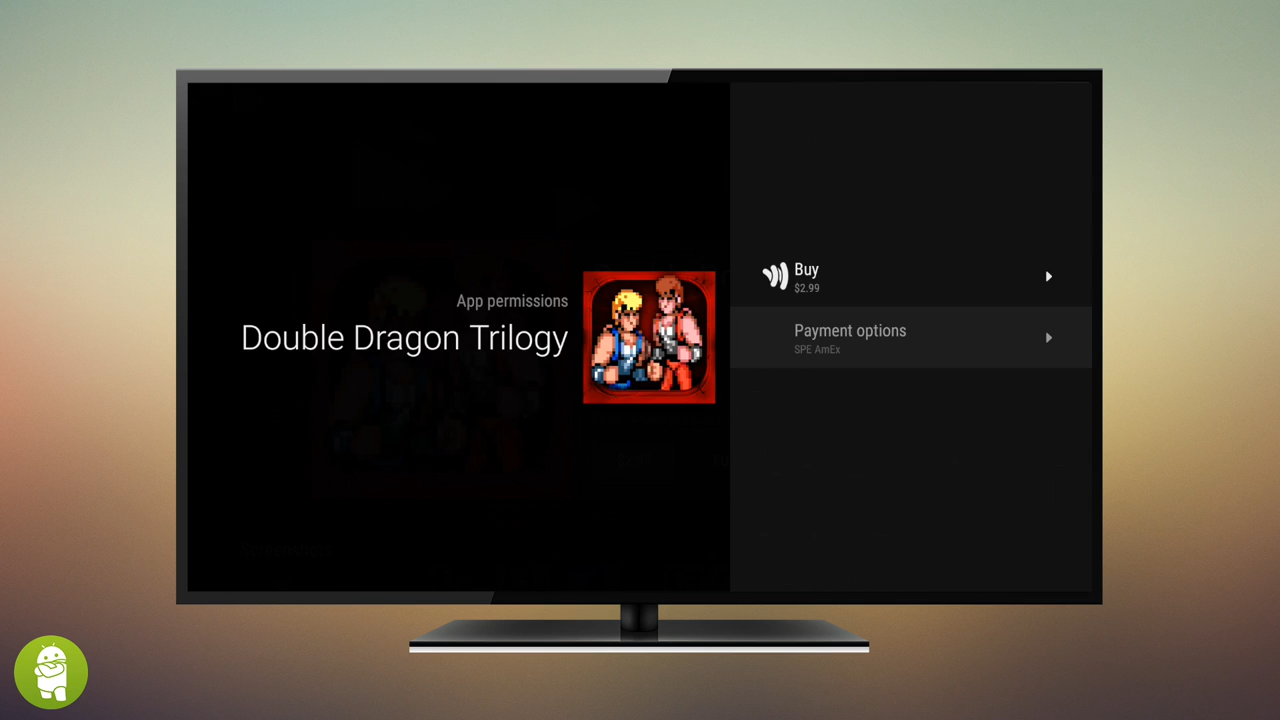 App permissions
Double Dragon Trilogy
Buy
$2.99
Payment options
SPE AmEx